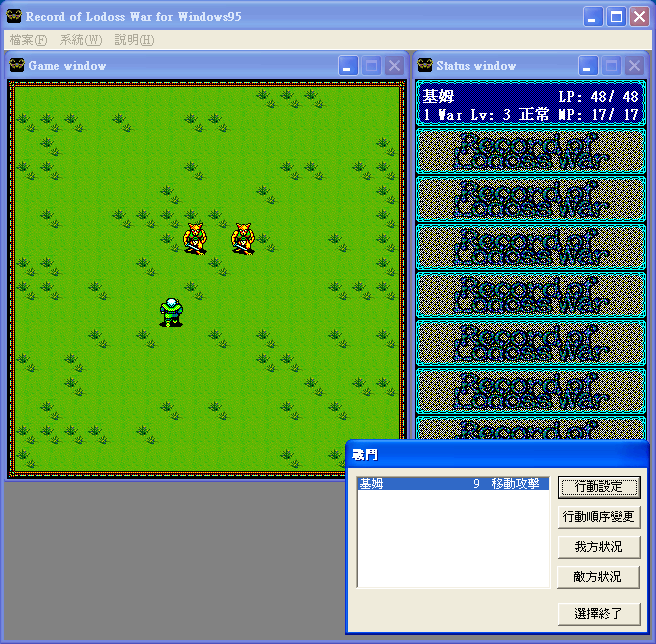 Record of Lodoss War for Windows95
檔案(F) 系統(W) 說明(H)
Game window
Status window
基姆 LP: 48/ 48
1 War Lv: 3 正常 MP: 17/ 17
Record of
Lodoss War
Record of
Lodoss War
Record of
Lodoss War
Record of
Lodoss War
Record of
Lodoss War
Record of
Lodoss War
Record of
戰鬥
基姆 9 移動攻擊
行動設定
行動順序變更
我方狀況
敵方狀況
選擇終了